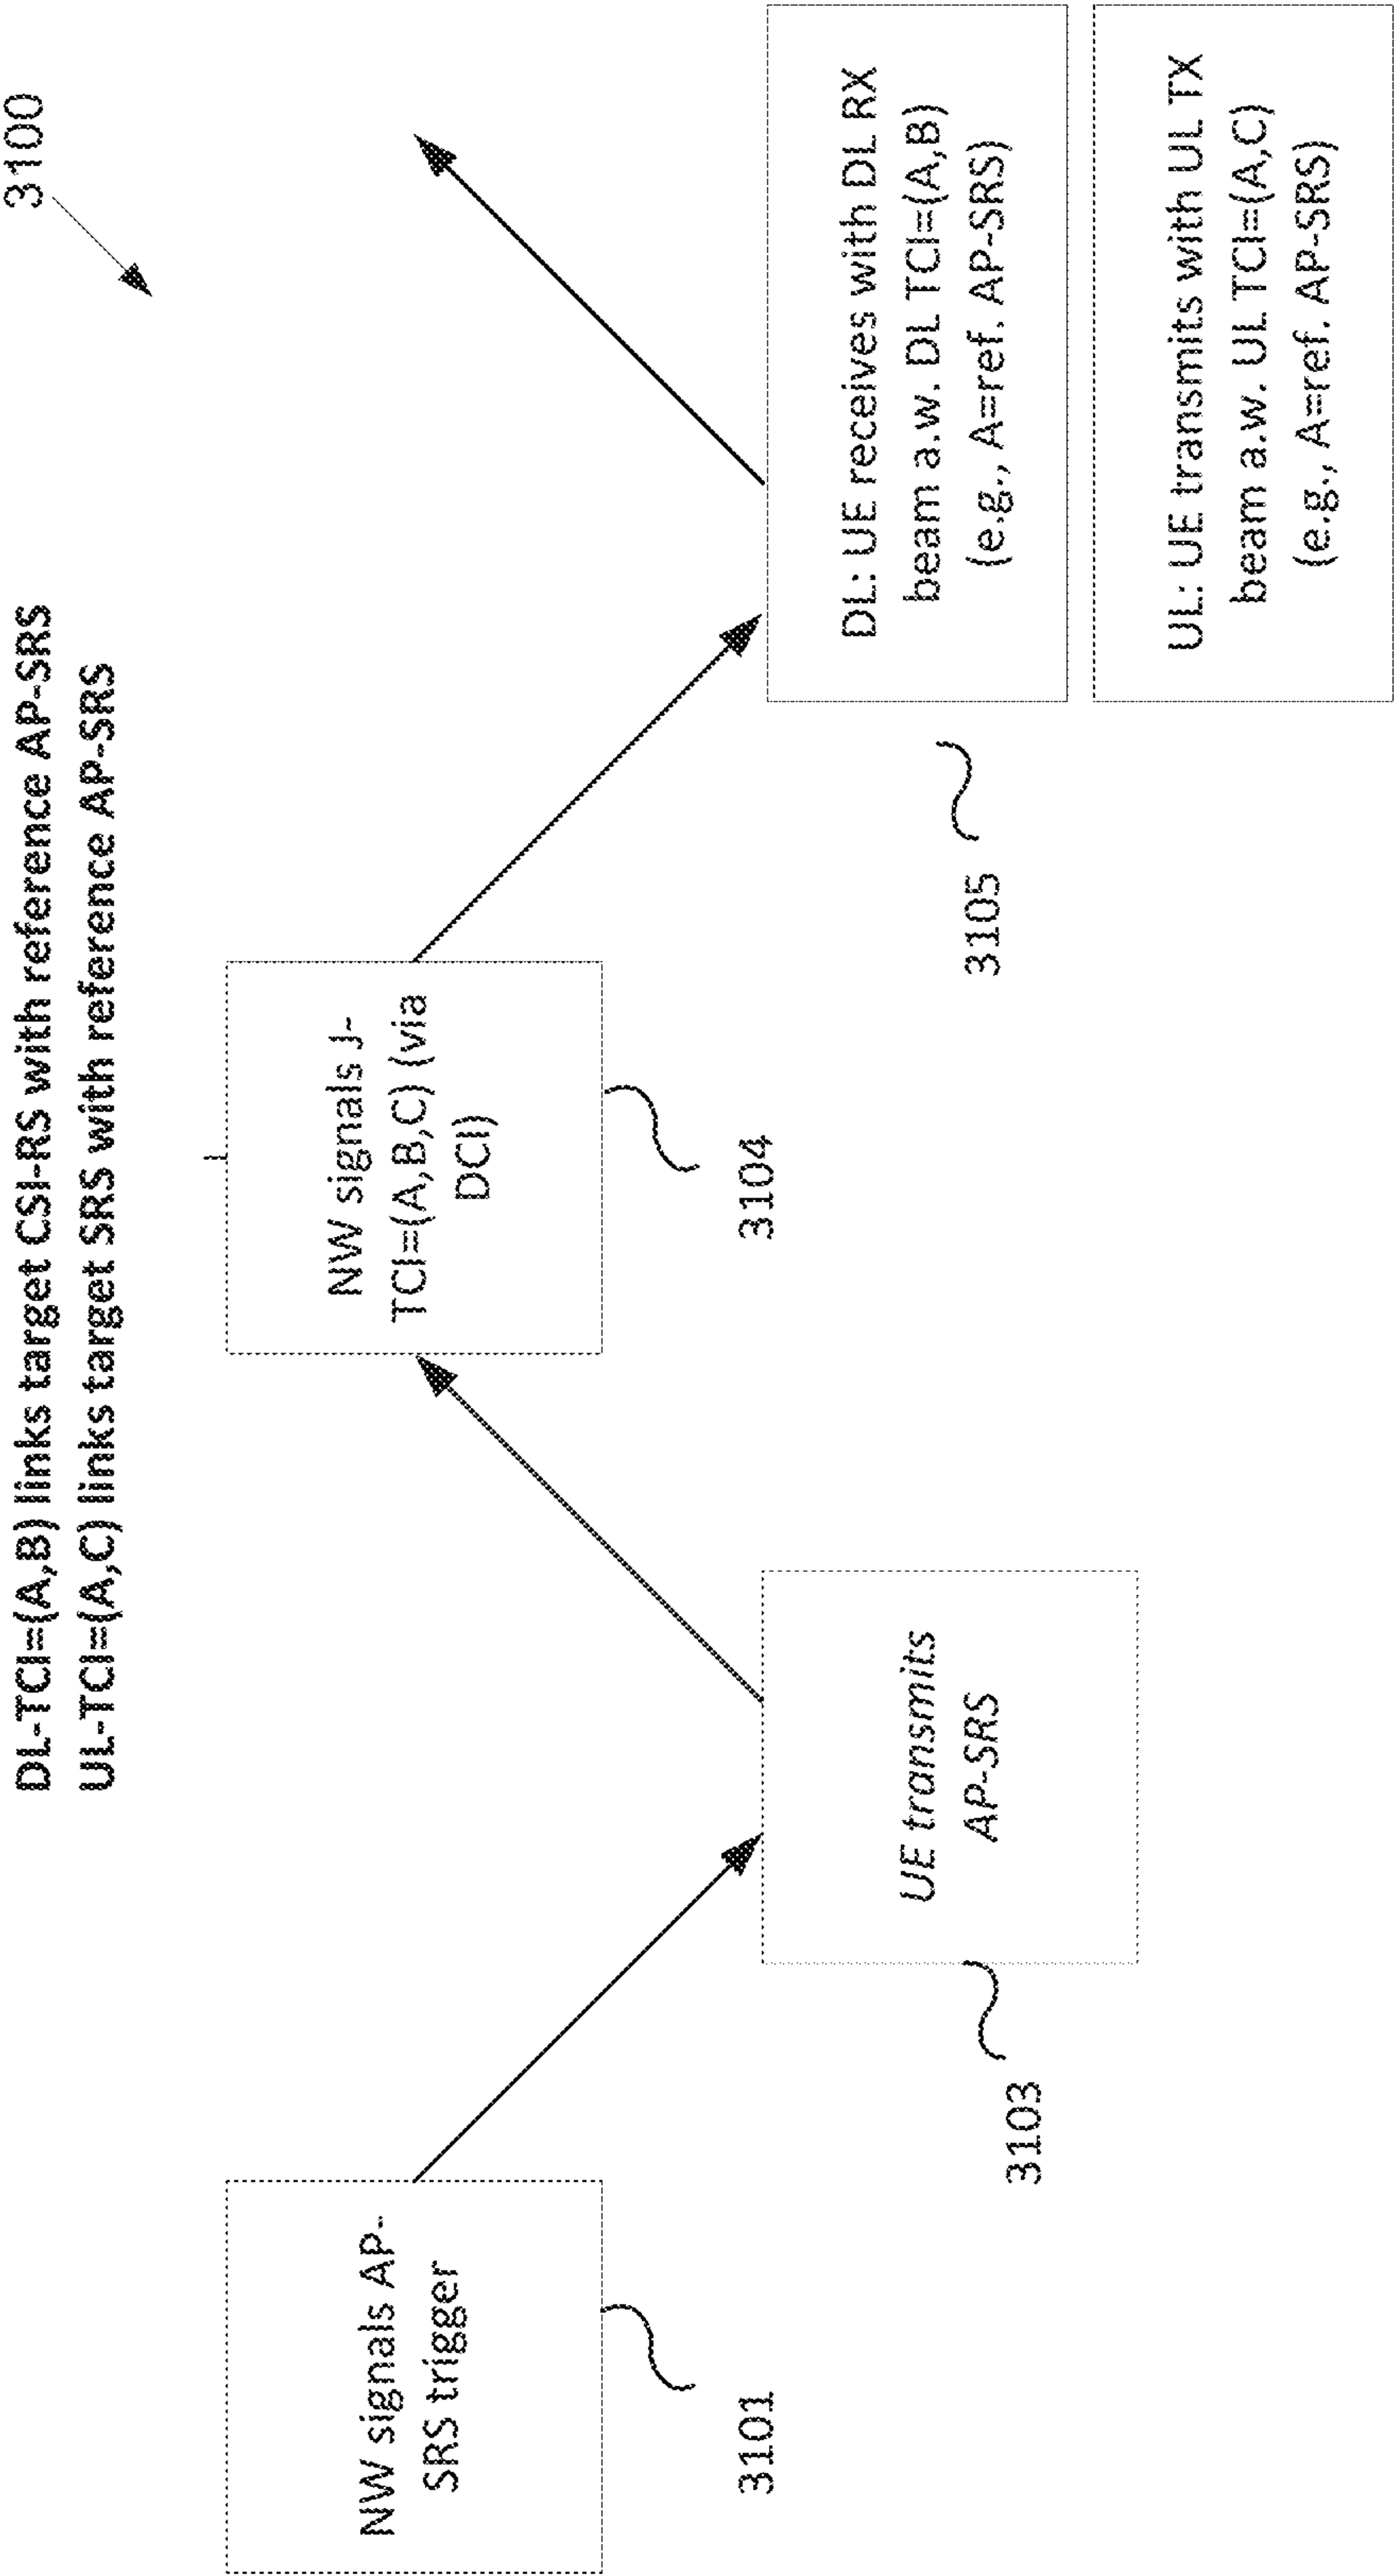 3100
DL-TCI=(A,B) links target CSI-RS with reference AP-SRS
UL-TCI=(A,C) links target SRS with reference AP-SRS
NW signals AP-
SRS trigger
3101
UE transmits
AP-SRS
3103
NW signals J-
TCI=(A,B,C) (via
DCI)
3104
DL: UE receives with DL RX
beam a.w. DL TCI=(A,B)
(e.g., A=ref. AP-SRS)
UL: UE transmits with UL TX
beam a.w. UL TCI=(A,C)
(e.g., A=ref. AP-SRS)
3105